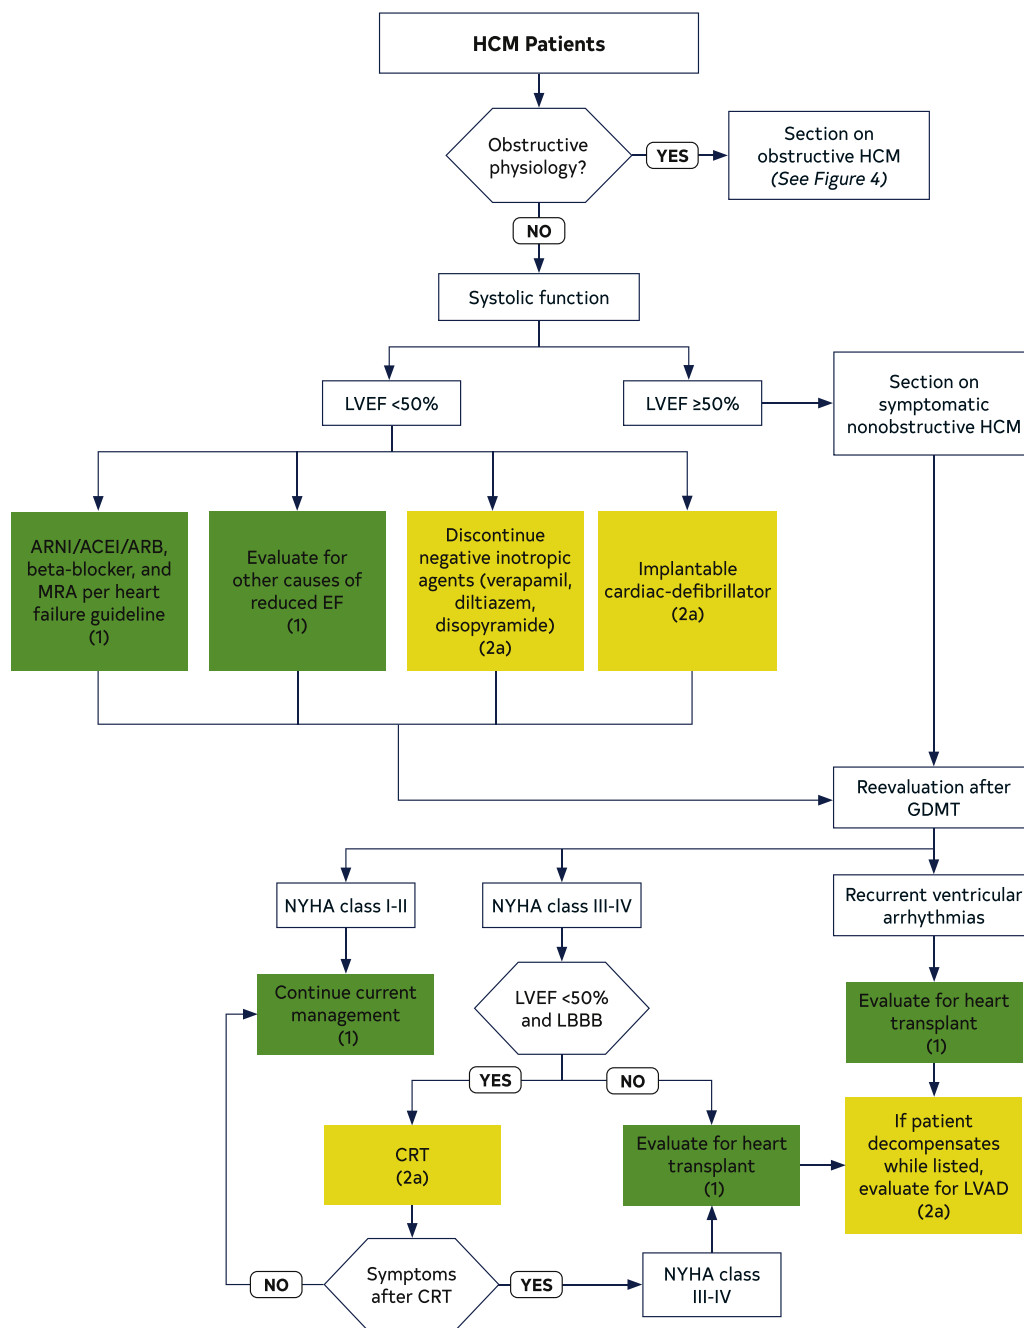 HCM Patients
Obstructive
physiology?
YES
Section on
obstructive HCM
(See Figure 4)
NO
Systolic function
LVEF <50%
LVEF ≥50%
Section on
symptomatic
nonobstructive HCM
ARNI/ACEI/ARB,
beta-blocker, and
MRA per heart
failure guideline
(1)
Evaluate for
other causes of
reduced EF
(1)
Discontinue
negative inotropic
agents (verapamil,
diltiazem,
disopyramide)
(2a)
Implantable
cardiac-defibrillator
(2a)
Reevaluation after
GDMT
NYHA class I-II
NYHA class III-IV
Recurrent ventricular
arrhythmias
Continue current
management
(1)
LVEF <50%
and LBBB
Evaluate for heart
transplant
(1)
YES
NO
CRT
(2a)
Evaluate for heart
transplant
(1)
If patient
decompensates
while listed,
evaluate for LVAD
(2a)
NO
Symptoms
after CRT
YES
NYHA class
III-IV